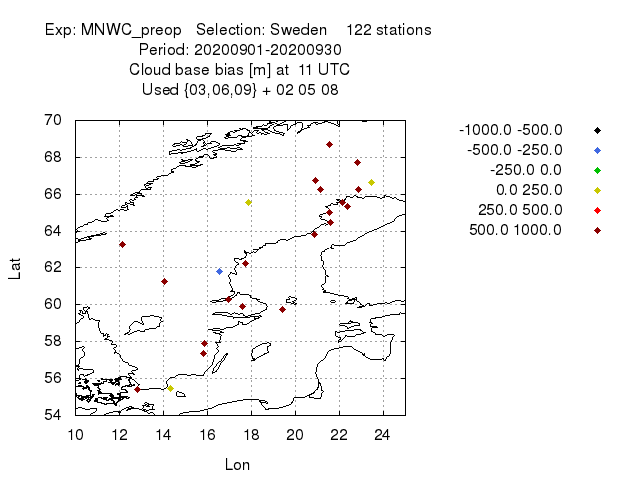 Exp: MNWC_preop   Selection: Sweden    122 stations
Period: 20200901-20200930
Cloud base bias [m] at  11 UTC
Used {03,06,09} + 02 05 08
-1000.0 -500.0
-500.0 -250.0
-250.0 0.0
0.0 250.0
250.0 500.0
500.0 1000.0
70
68
66
64
62
60
58
56
54
Lat
10 12 14 16 18 20 22 24
Lon